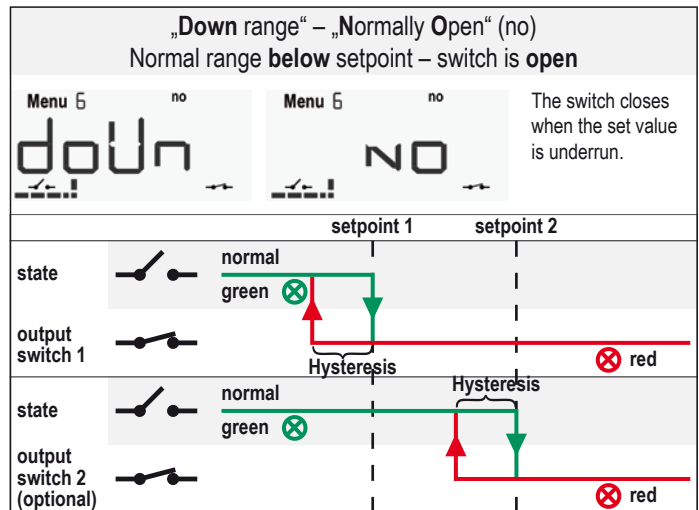 „Down range“ – „Normally Open“ (no)
Normal range below setpoint – switch is open
Menu 6 no
doUn
Menu 6 no
NO
The switch closes
when the set value
is underrun.
setpoint 1 setpoint 2
state normal
green
output
switch 1
Hysteresis
red
state normal
green
Hysteresis
output
switch 2
(optional)
red